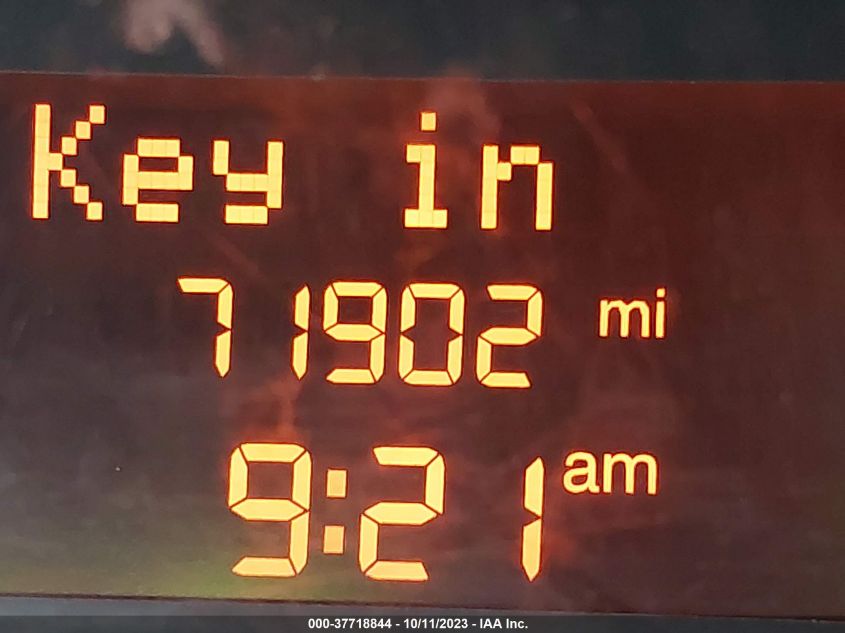 Key in
71902 mi
9:21 am
000-37718844 - 10/11/2023 - IAA Inc.